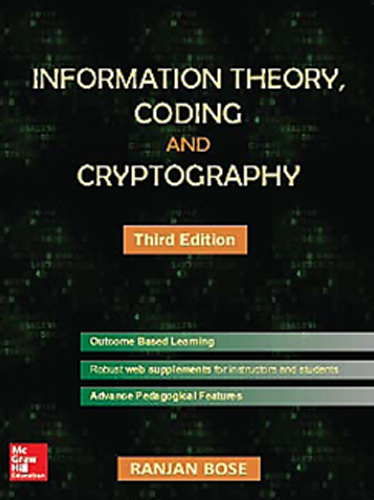 INFORMATION THEORY,
CODING
AND
CRYPTOGRAPHY
Third Edition
Outcome Based Learning
Robust web supplements for instructors and students
Advance Pedagogical Features
Mc
Graw
Hill
Education
RANJAN BOSE